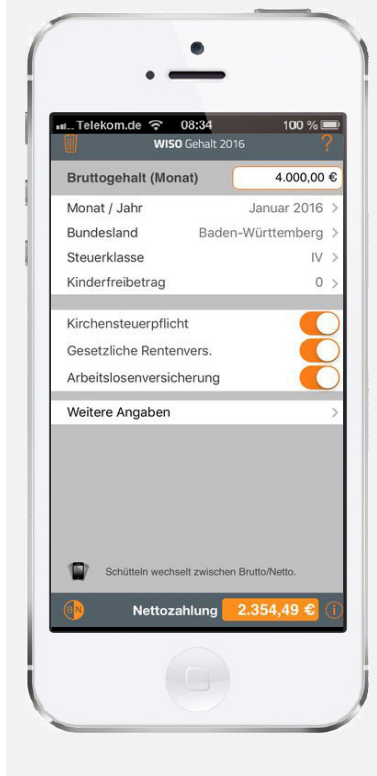 Telekom.de 08:34 100 %
WISO Gehalt 2016 ?
Bruttogehalt (Monat) 4.000,00 €
Monat / Jahr Januar 2016 >
Bundesland Baden-Württemberg >
Steuerklasse IV >
Kinderfreibetrag 0 >
Kirchensteuerpflicht
Gesetzliche Rentenvers.
Arbeitslosenversicherung
Weitere Angaben >
Schütteln wechselt zwischen Brutto/Netto.
B N Nettozahlung 2.354,49 € i